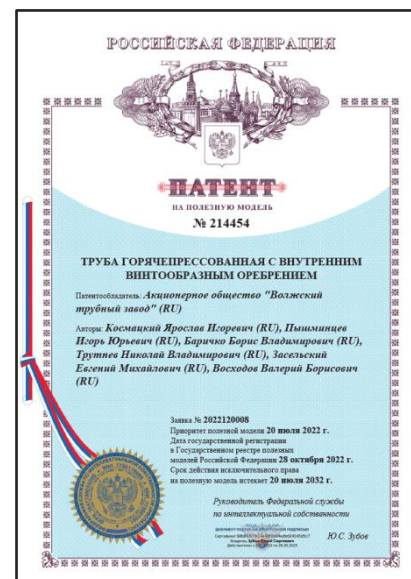 РОССИЙСКАЯ ФЕДЕРАЦИЯ
ПАТЕНТ
НА ПОЛЕЗНУЮ МОДЕЛЬ
№ 214454
ТРУБА ГОРЯЧЕПРЕССОВАННАЯ С ВНУТРЕННИМ
ВИНТООБРАЗНЫМ ОРЕБРЕНИЕМ
Патентообладатель: Акционерное общество "Волжский
трубный завод" (RU)
Авторы: Космацкий Ярослав Игоревич (RU), Пышминцев
Игорь Юрьевич (RU), Баричко Борис Владимирович (RU),
Трутнев Николай Владимирович (RU), Засельский
Евгений Михайлович (RU), Восходов Валерий Борисович
(RU)
Заявка № 2022120008
Приоритет полезной модели 20 июля 2022 г.
Дата государственной регистрации
в Государственном реестре полезных
моделей Российской Федерации 28 октября 2022 г.
Срок действия исключительного права
на полезную модель истекает 20 июля 2032 г.
Руководитель Федеральной службы
по интеллектуальной собственности
ДОКУМЕНТ ПОДПИСАН ЭЛЕКТРОННОЙ ПОДПИСЬЮ
Ю.С. Зубов